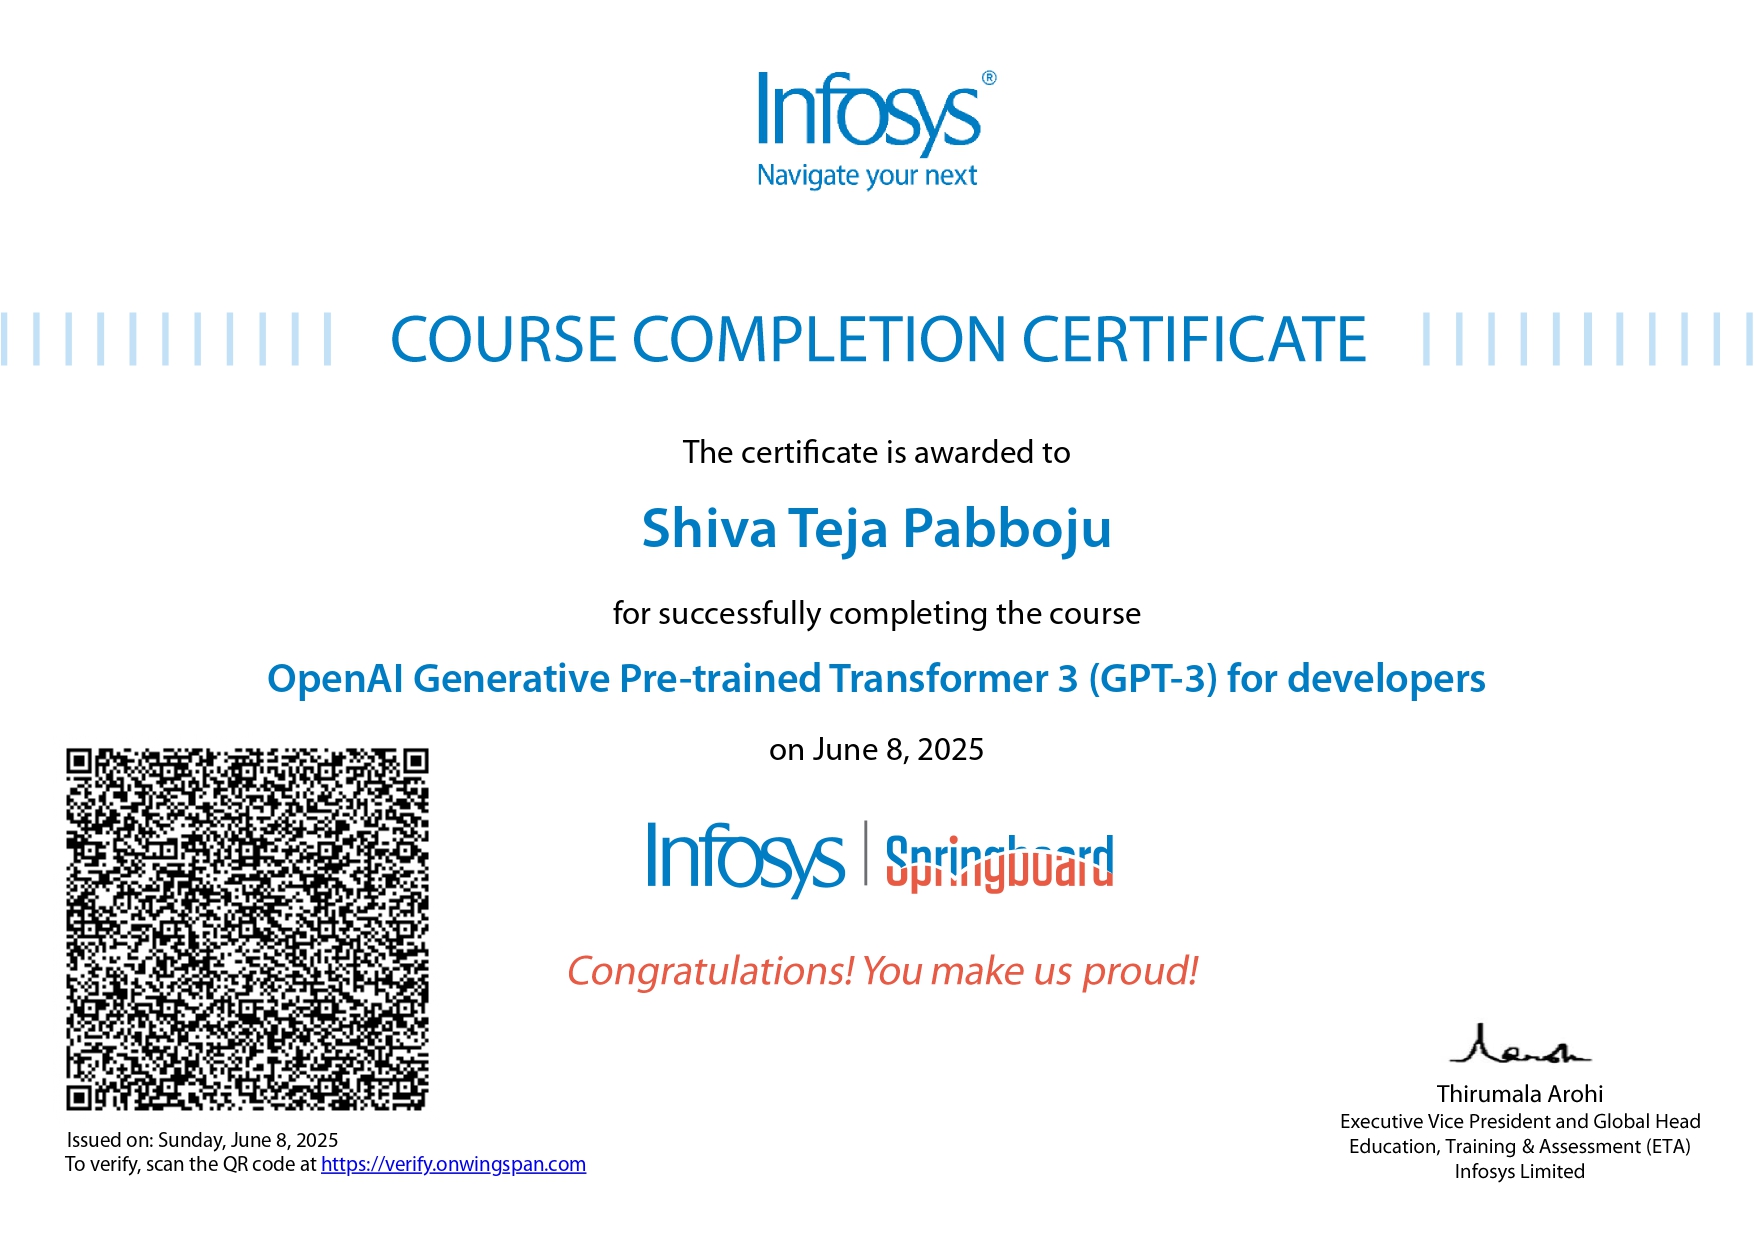 Infosys®
Navigate your next
COURSE COMPLETION CERTIFICATE
The certificate is awarded to
Shiva Teja Pabboju
for successfully completing the course
OpenAI Generative Pre-trained Transformer 3 (GPT-3) for developers
on June 8, 2025
Infosys | Springboard
Congratulations! You make us proud!
Issued on: Sunday, June 8, 2025
To verify, scan the QR code at https://verify.onwingspan.com
Thirumala Arohi
Executive Vice President and Global Head
Education, Training & Assessment (ETA)
Infosys Limited